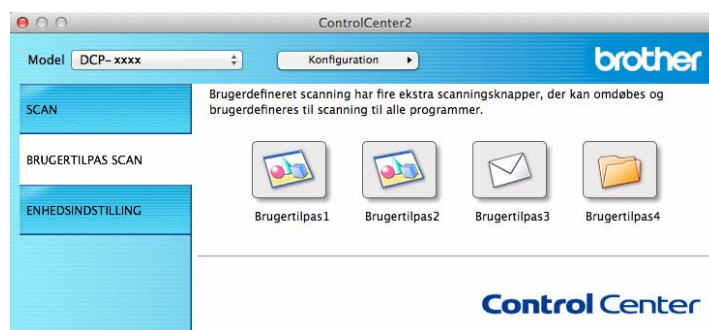 ControlCenter2
Model DCP-xxxx Konfiguration brother
SCAN
BRUGERTILPAS SCAN
ENHEDSINDSTILLING
Brugerdefineret scanning har fire ekstra scanningsknapper, der kan omdøbes og
brugerdefineres til scanning til alle programmer.
Brugertilpas1 Brugertilpas2 Brugertilpas3 Brugertilpas4
Control Center